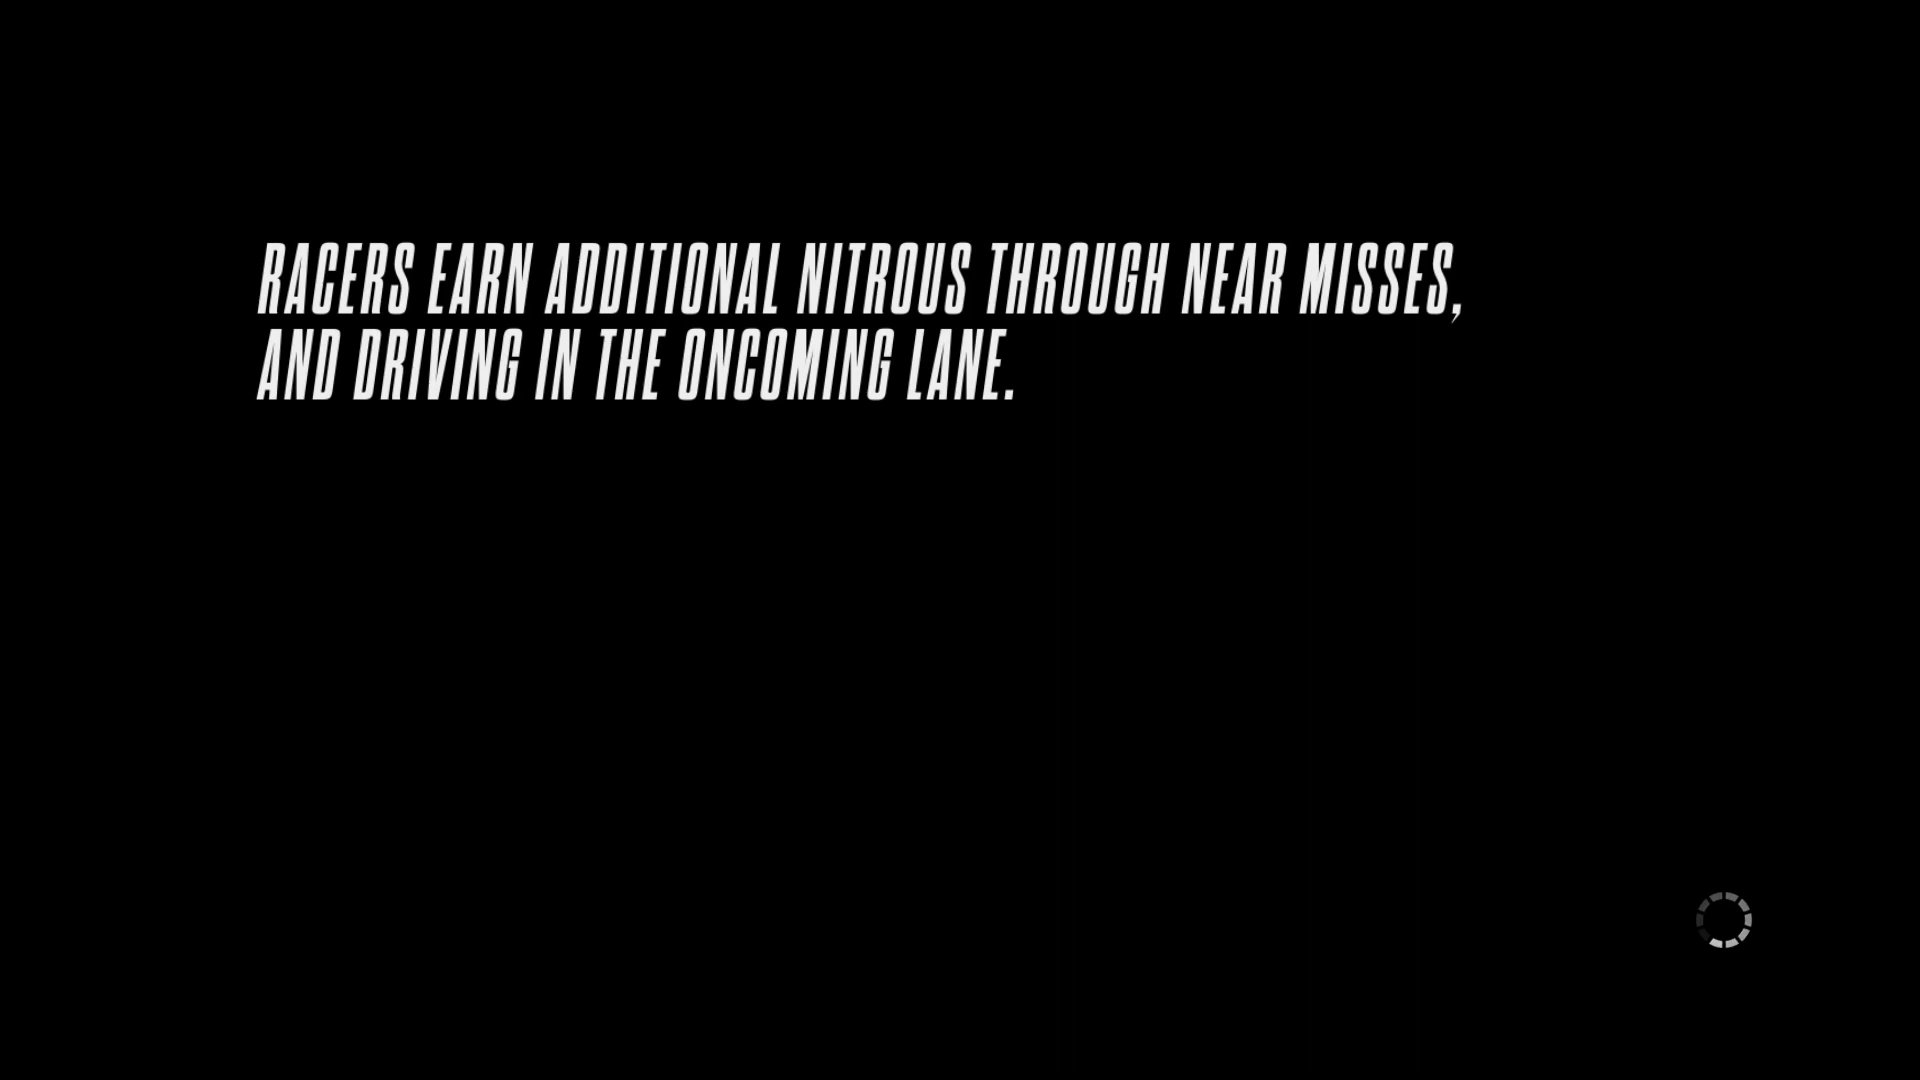 RACERS EARN ADDITIONAL NITROUS THROUGH NEAR MISSES,
AND DRIVING IN THE ONCOMING LANE.